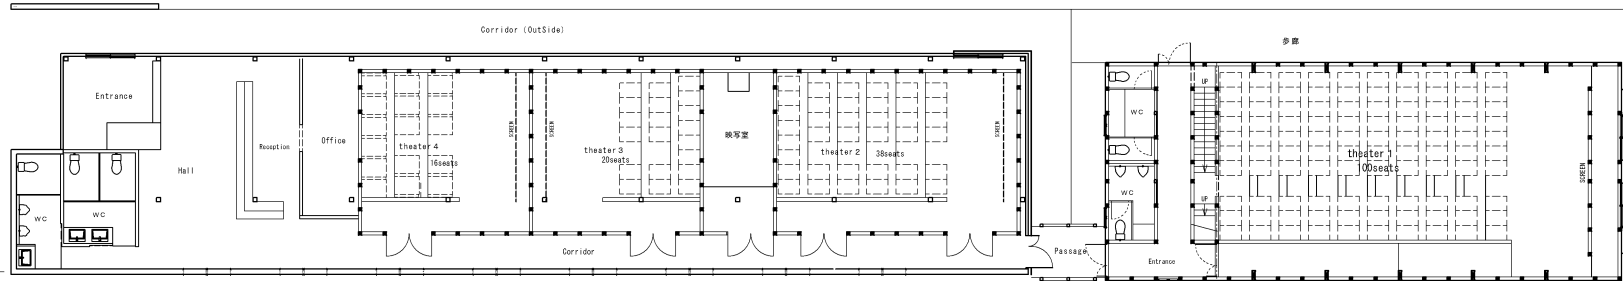 Corridor (OutSide)
歩廊
Entrance
Reception
Office
Hall
WC
WC
theater 4
16seats
SCREEN
SCREEN
theater 3
20seats
映写室
theater 2
38seats
Corridor
Passage
WC
WC
UP
UP
Entrance
theater 1
100seats
SCREEN